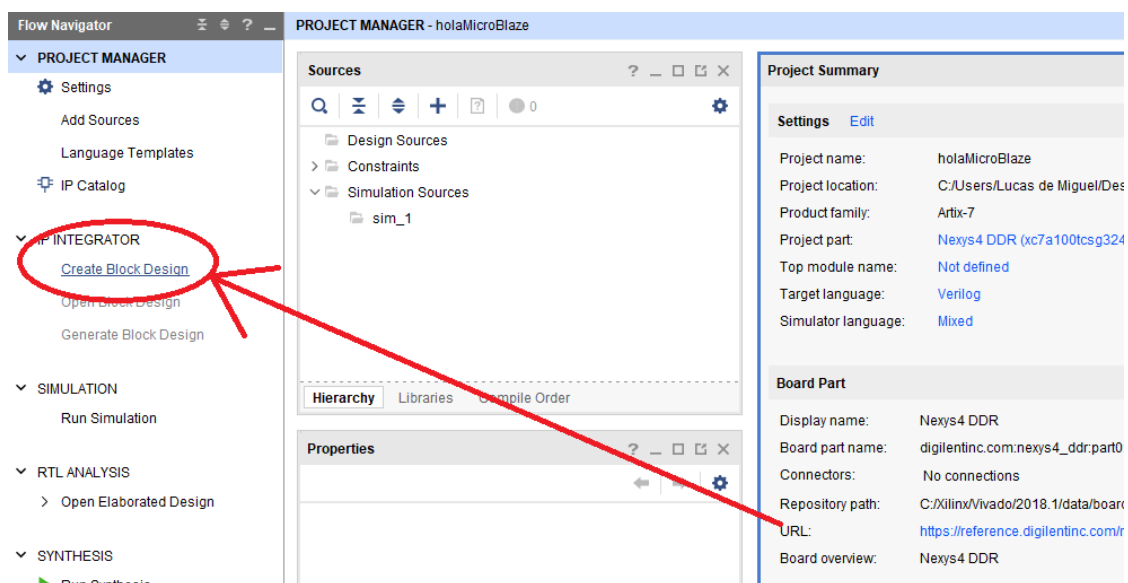 Flow Navigator
PROJECT MANAGER - holaMicroBlaze
PROJECT MANAGER
Settings
Add Sources
Language Templates
IP Catalog
IP INTEGRATOR
Create Block Design
Open Block Design
Generate Block Design
SIMULATION
Run Simulation
RTL ANALYSIS
Open Elaborated Design
SYNTHESIS
Run Synthesis
Sources
0
Design Sources
Constraints
Simulation Sources
sim_1
Hierarchy Libraries Compile Order
Properties
Project Summary
Settings Edit
Project name: holaMicroBlaze
Project location: C:/Users/Lucas de Miguel/Des
Product family: Artix-7
Project part: Nexys4 DDR (xc7a100tcsg324
Top module name: Not defined
Target language: Verilog
Simulator language: Mixed
Board Part
Display name: Nexys4 DDR
Board part name: digilentinc.com:nexys4_ddr:part0
Connectors: No connections
Repository path: C:/Xilinx/Vivado/2018.1/data/board
URL: https://reference.digilentinc.com/r
Board overview: Nexys4 DDR